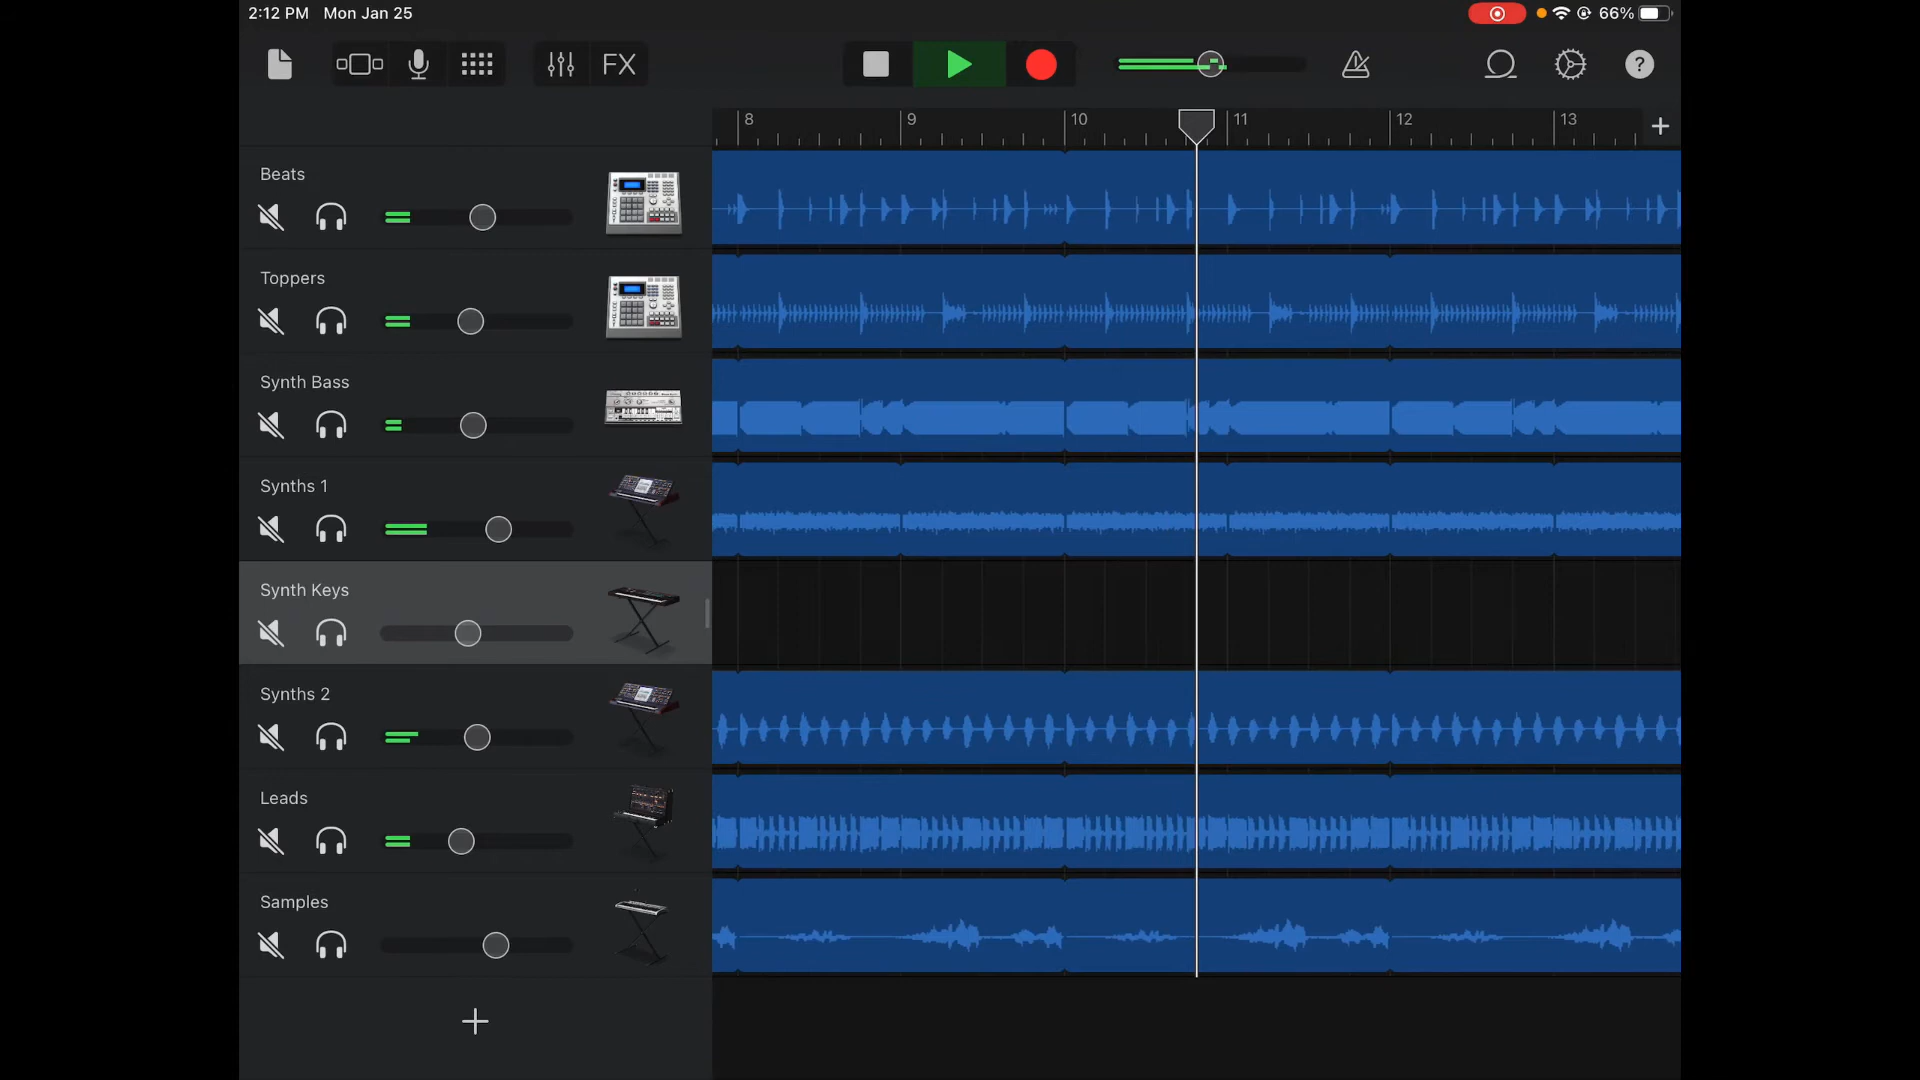 2:12 PM Mon Jan 25
66%
FX
?
8 9 10 11 12 13
Beats
Toppers
Synth Bass
Synths 1
Synth Keys
Synths 2
Leads
Samples